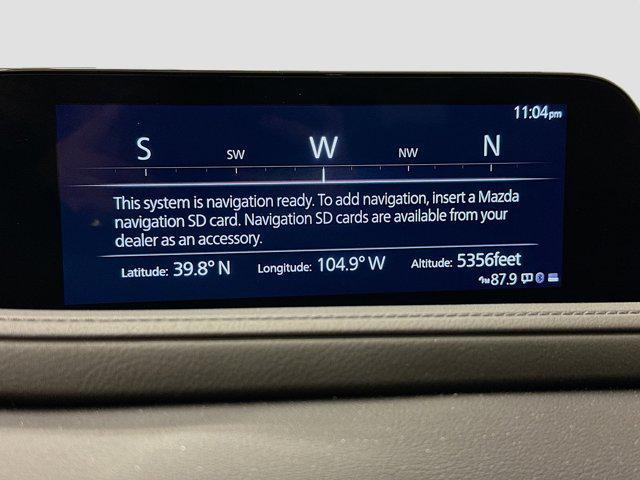 11:04pm
S SW W NW N
This system is navigation ready. To add navigation, insert a Mazda
navigation SD card. Navigation SD cards are available from your
dealer as an accessory.
Latitude: 39.8° N Longitude: 104.9° W Altitude: 5356feet
87.9